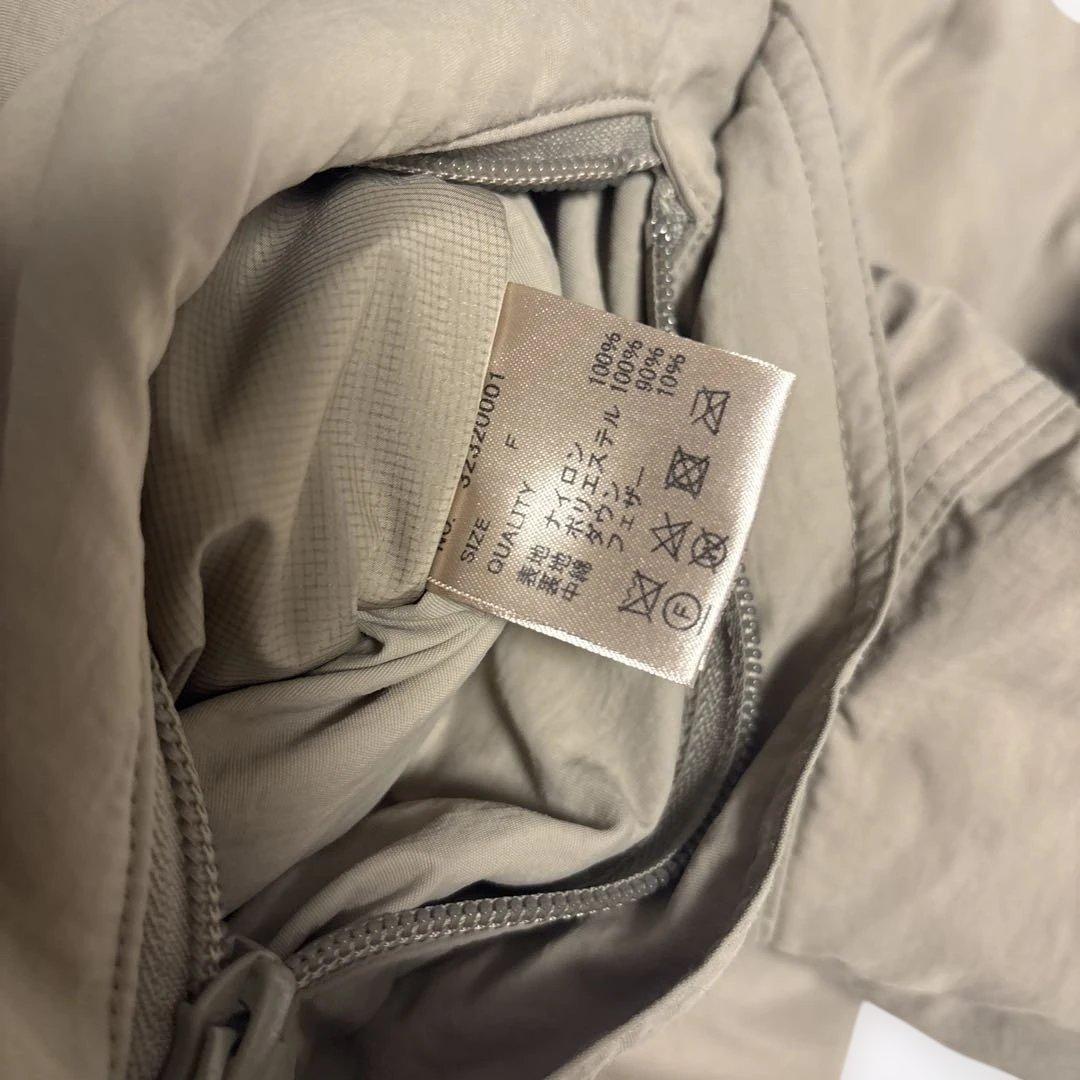 NO. 32320001
SIZE F
QUALITY
表地 ナイロン 100%
裏地 ポリエステル 100%
中綿 ダウン 90%
フェザー 10%
F